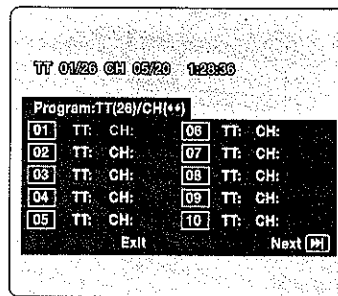 TT 01/26 CH 05/20 1:28:36
Program:TT(26)/CH(••)
01 TT: CH: 06 TT: CH:
02 TT: CH: 07 TT: CH:
03 TT: CH: 08 TT: CH:
04 TT: CH: 09 TT: CH:
05 TT: CH: 10 TT: CH:
Exit Next